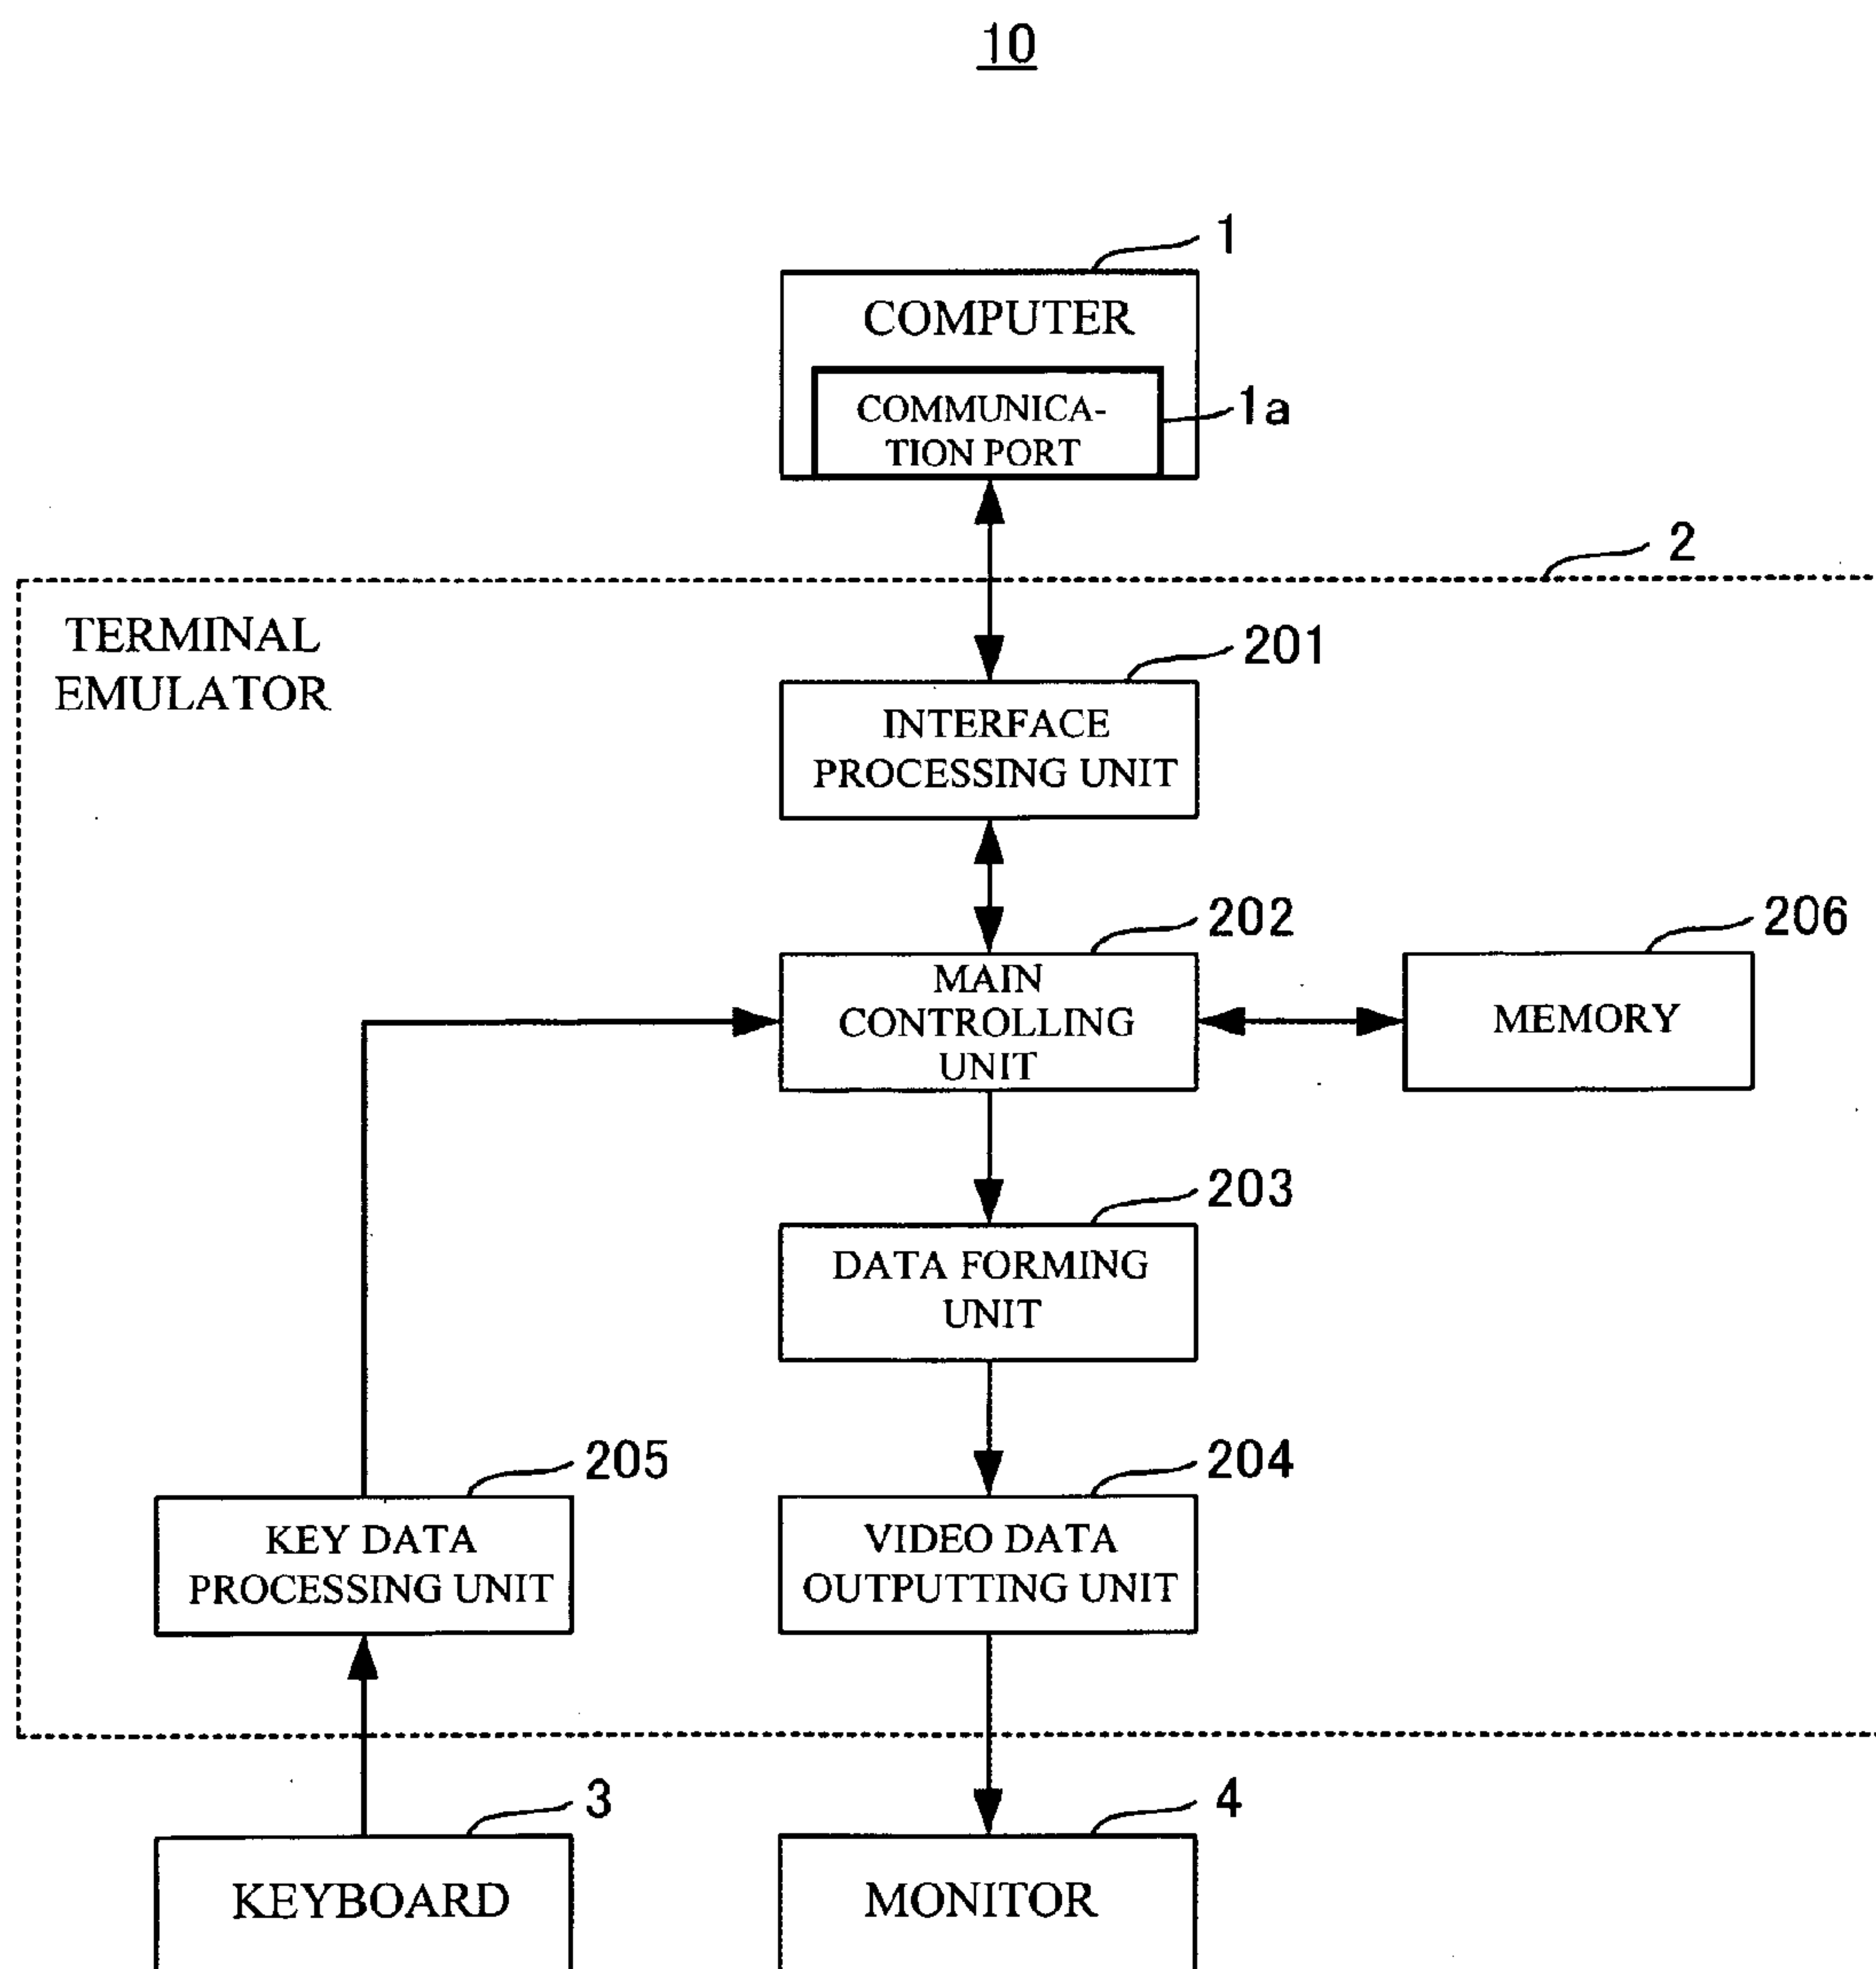 10
1
COMPUTER
COMMUNICA-
TION PORT
1a
2
TERMINAL
EMULATOR
201
INTERFACE
PROCESSING UNIT
202
206
MAIN
CONTROLLING
UNIT
MEMORY
203
DATA FORMING
UNIT
205
204
KEY DATA
PROCESSING UNIT
VIDEO DATA
OUTPUTTING UNIT
3
4
KEYBOARD
MONITOR